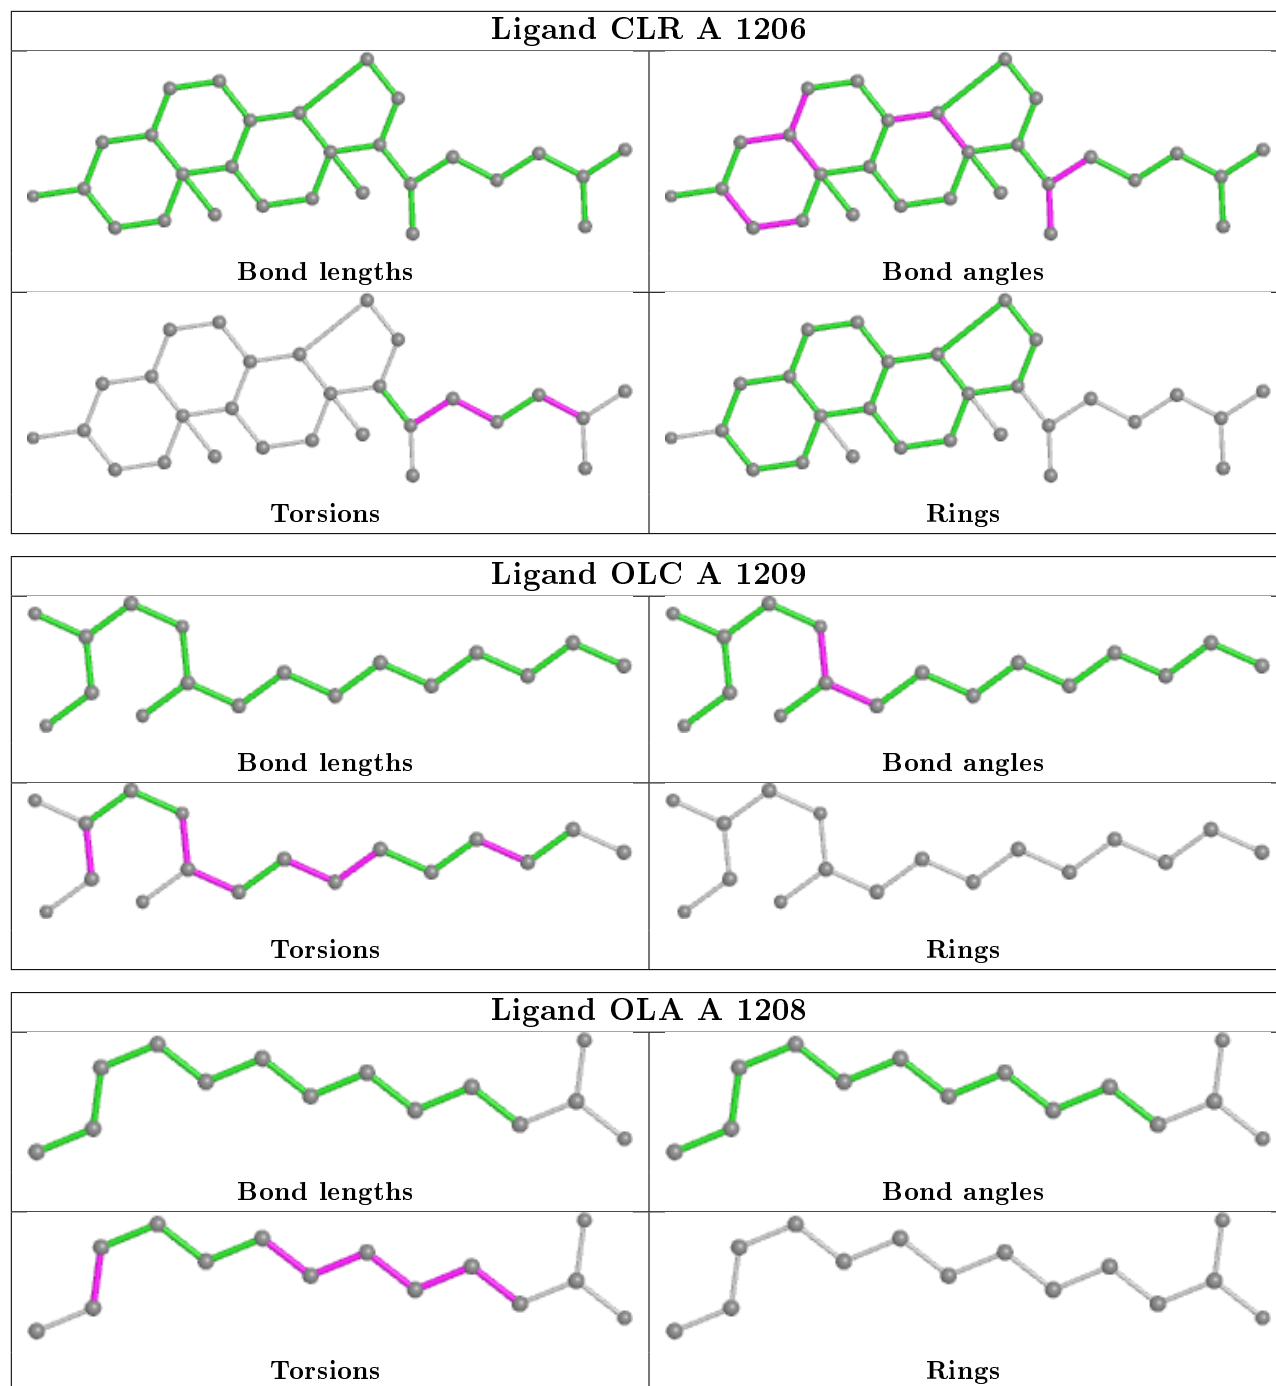 Ligand CLR A 1206
Bond lengths
Bond angles
Torsions
Rings
Ligand OLC A 1209
Bond lengths
Bond angles
Torsions
Rings
Ligand OLA A 1208
Bond lengths
Bond angles
Torsions
Rings